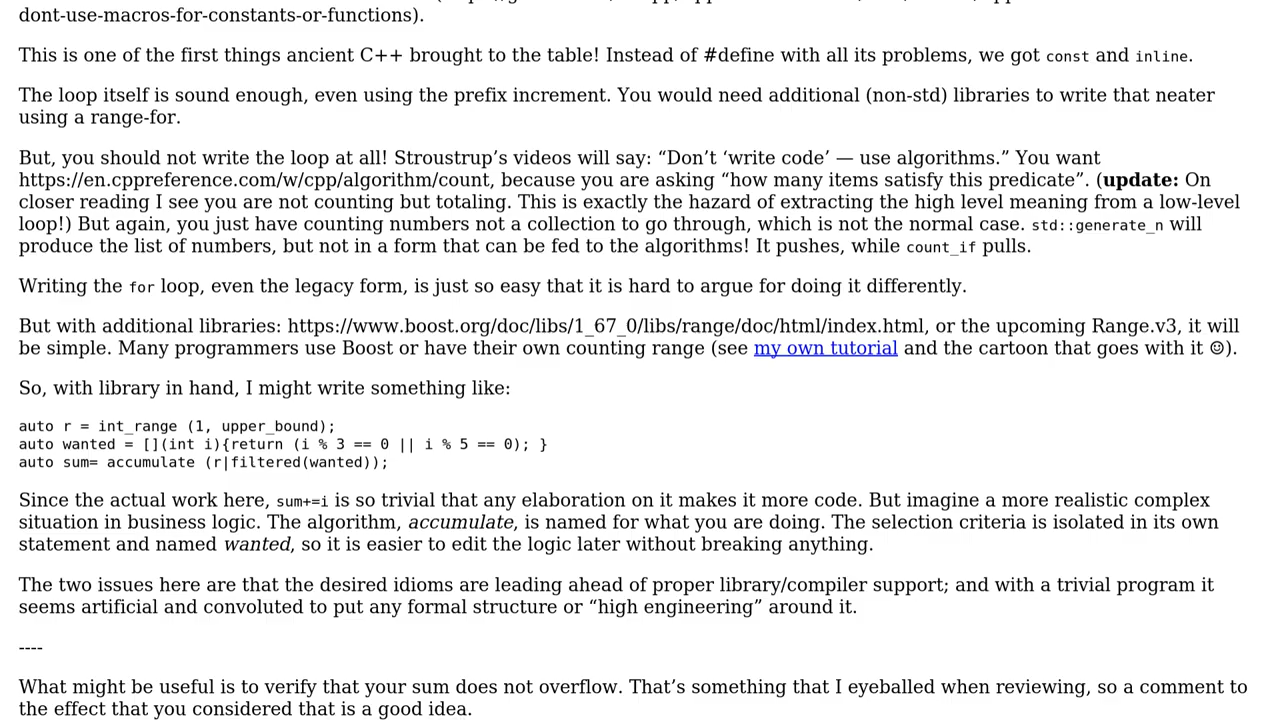 dont-use-macros-for-constants-or-functions).
This is one of the first things ancient C++ brought to the table! Instead of #define with all its problems, we got const and inline.
The loop itself is sound enough, even using the prefix increment. You would need additional (non-std) libraries to write that neater
using a range-for.
But, you should not write the loop at all! Stroustrup’s videos will say: “Don’t ‘write code’ — use algorithms.” You want
https://en.cppreference.com/w/cpp/algorithm/count, because you are asking “how many items satisfy this predicate”. (update: On
closer reading I see you are not counting but totaling. This is exactly the hazard of extracting the high level meaning from a low-level
loop!) But again, you just have counting numbers not a collection to go through, which is not the normal case. std::generate_n will
produce the list of numbers, but not in a form that can be fed to the algorithms! It pushes, while count_if pulls.
Writing the for loop, even the legacy form, is just so easy that it is hard to argue for doing it differently.
But with additional libraries: https://www.boost.org/doc/libs/1_67_0/libs/range/doc/html/index.html, or the upcoming Range.v3, it will
be simple. Many programmers use Boost or have their own counting range (see my own tutorial and the cartoon that goes with it ☺).
So, with library in hand, I might write something like:
auto r = int_range (1, upper_bound);
auto wanted = [](int i){return (i % 3 == 0 || i % 5 == 0); }
auto sum= accumulate (r|filtered(wanted));
Since the actual work here, sum+=i is so trivial that any elaboration on it makes it more code. But imagine a more realistic complex
situation in business logic. The algorithm, accumulate, is named for what you are doing. The selection criteria is isolated in its own
statement and named wanted, so it is easier to edit the logic later without breaking anything.
The two issues here are that the desired idioms are leading ahead of proper library/compiler support; and with a trivial program it
seems artificial and convoluted to put any formal structure or “high engineering” around it.
----
What might be useful is to verify that your sum does not overflow. That’s something that I eyeballed when reviewing, so a comment to
the effect that you considered that is a good idea.